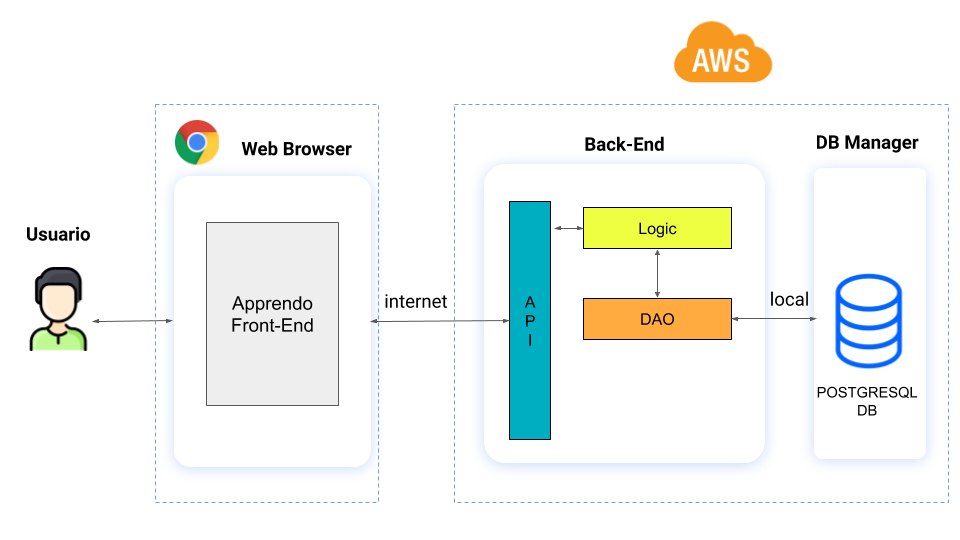 AWS
Web Browser
Back-End
DB Manager
Usuario
Apprendo
Front-End
internet
A
P
I
Logic
DAO
local
POSTGRESQL
DB